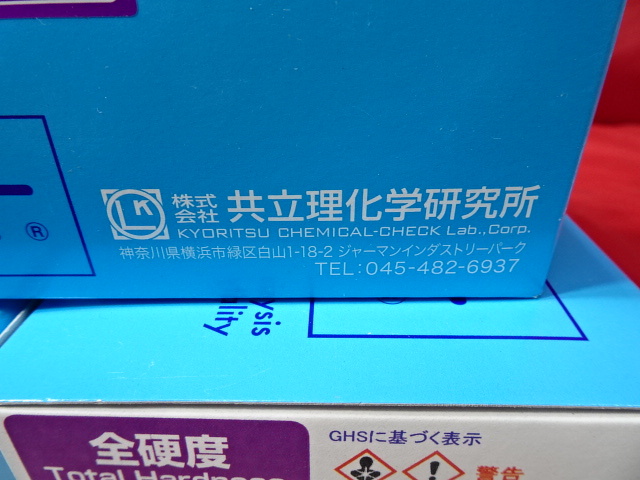 ®
LK
株式会社 共立理化学研究所
KYORITSU CHEMICAL-CHECK Lab.,Corp.
神奈川県横浜市緑区白山1-18-2 ジャーマンインダストリーパーク
TEL:045-482-6937
全硬度
Total Hardness
GHSに基づく表示
警告